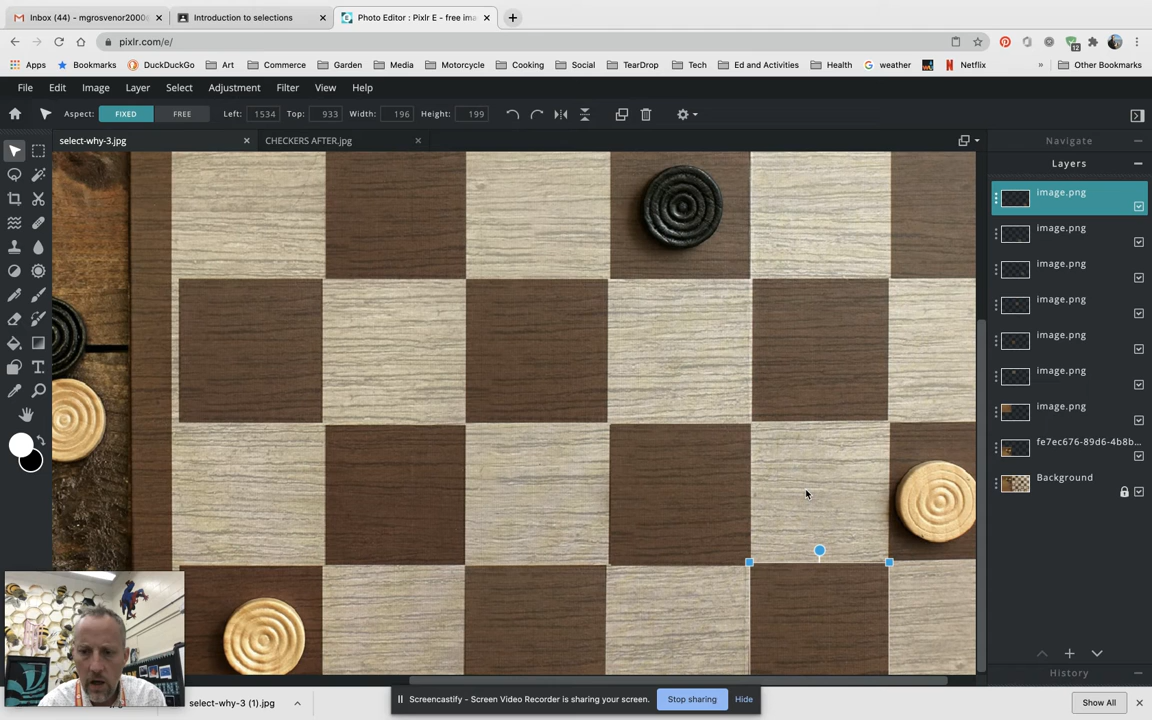 Inbox (44) – mgrosvenor2000@
Introduction to selections
Photo Editor : Pixlr E - free ima
pixlr.com/e/
12
Apps
Bookmarks
DuckDuckGo
Art
Commerce
Garden
Media
Motorcycle
Cooking
Social
TearDrop
Tech
Ed and Activities
Health
weather
Netflix
»
Other Bookmarks
File Edit Image Layer Select Adjustment Filter View Help
Aspect: FIXED FREE Left: 1534 Top: 933 Width: 196 Height: 199
select-why-3.jpg
CHECKERS AFTER.jpg
Navigate
Layers
image.png
image.png
image.png
image.png
image.png
image.png
image.png
fe7ec676-89d6-4b8b...
Background
History
select-why-3 (1).jpg
Screencastify - Screen Video Recorder is sharing your screen.
Stop sharing
Hide
Show All